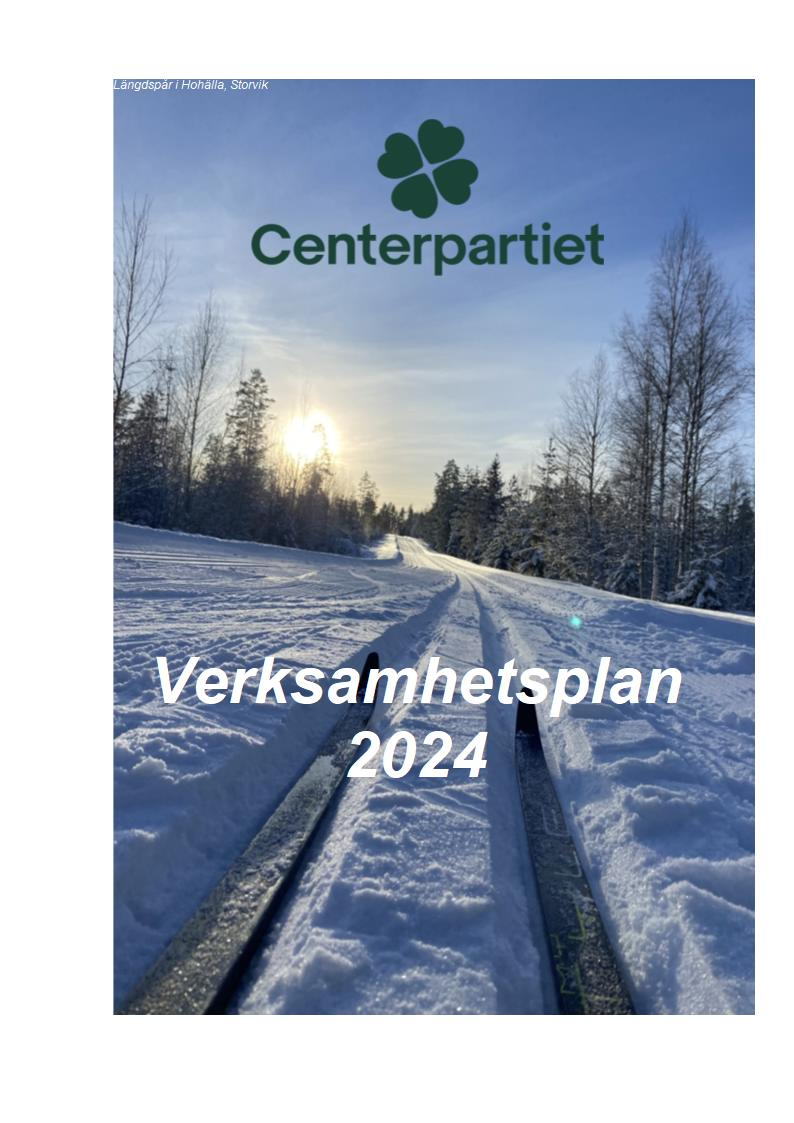 Längdspår i Hohälla, Storvik
Centerpartiet
Verksamhetsplan
2024